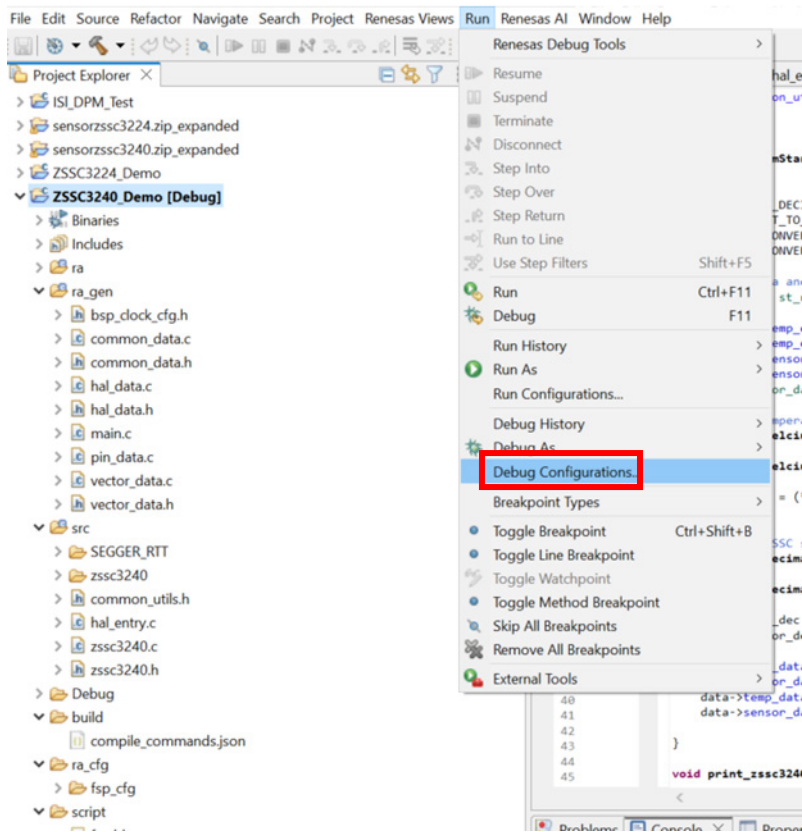 File Edit Source Refactor Navigate Search Project Renesas Views Run Renesas AI Window Help
Project Explorer
ISI_DPM_Test
sensorzssc3224.zip_expanded
sensorzssc3240.zip_expanded
ZSSC3224_Demo
ZSSC3240_Demo [Debug]
Binaries
Includes
ra
ra_gen
bsp_clock_cfg.h
common_data.c
common_data.h
hal_data.c
hal_data.h
main.c
pin_data.c
vector_data.c
vector_data.h
src
SEGGER_RTT
zssc3240
common_utils.h
hal_entry.c
zssc3240.c
zssc3240.h
Debug
build
compile_commands.json
ra_cfg
fsp_cfg
script
Renesas Debug Tools
Resume
Suspend
Terminate
Disconnect
Step Into
Step Over
Step Return
Run to Line
Use Step Filters Shift+F5
Run Ctrl+F11
Debug F11
Run History
Run As
Run Configurations...
Debug History
Debug As
Debug Configurations...
Breakpoint Types
Toggle Breakpoint Ctrl+Shift+B
Toggle Line Breakpoint
Toggle Watchpoint
Toggle Method Breakpoint
Skip All Breakpoints
Remove All Breakpoints
External Tools
40 data->temp_dat
41 data->sensor_da
42
43 }
44
45 void print_zssc3240
Problems Console Proper